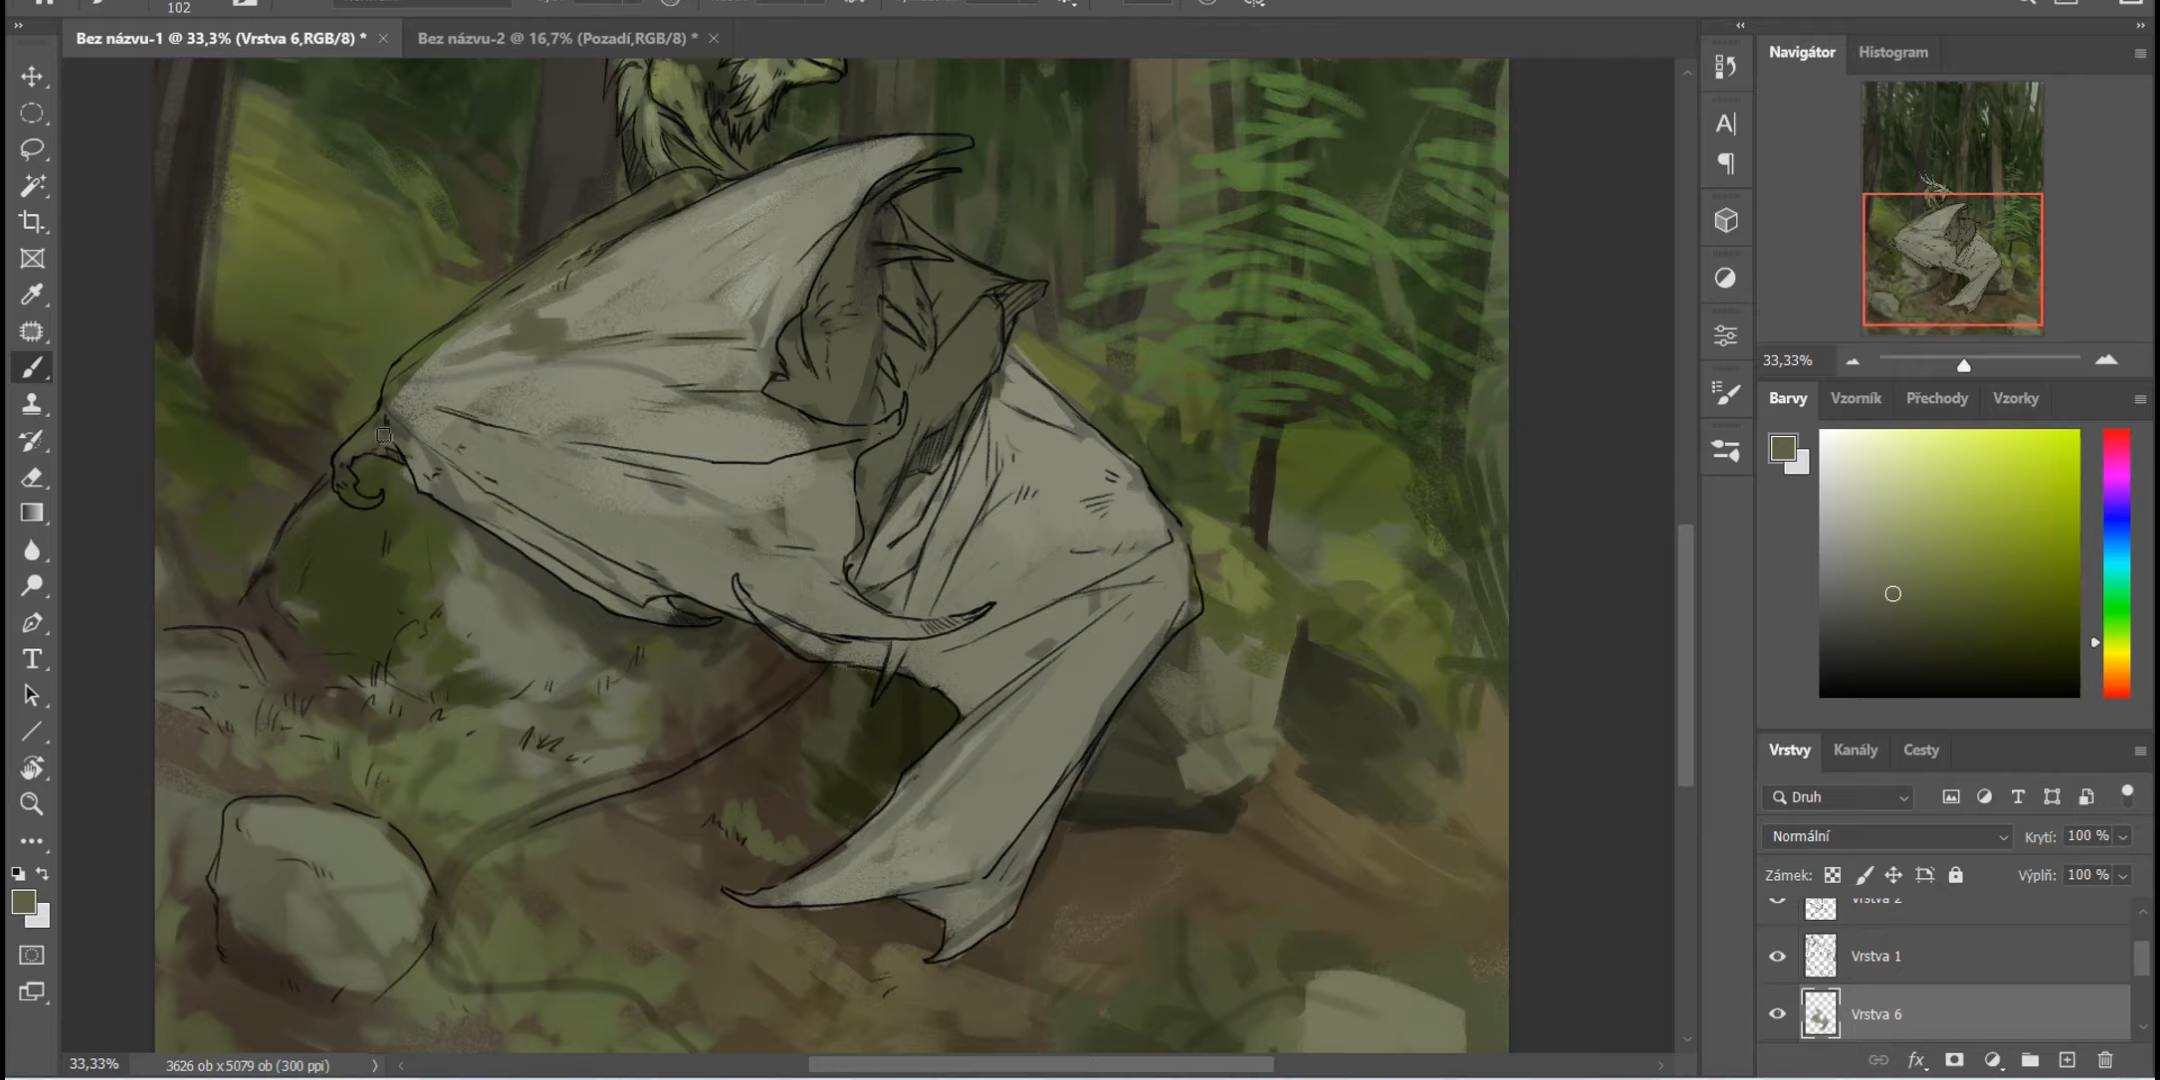 102
Bez názvu-1 @ 33,3% (Vrstva 6,RGB/8) *
Bez názvu-2 @ 16,7% (Pozadí,RGB/8) *
Navigátor Histogram
33,33%
Barvy Vzorník Přechody Vzorky
Vrstvy Kanály Cesty
Druh
Normální Krytí: 100 %
Zámek: Výplň: 100 %
Vrstva 2
Vrstva 1
Vrstva 6
33,33% 3626 ob x 5079 ob (300 ppi)